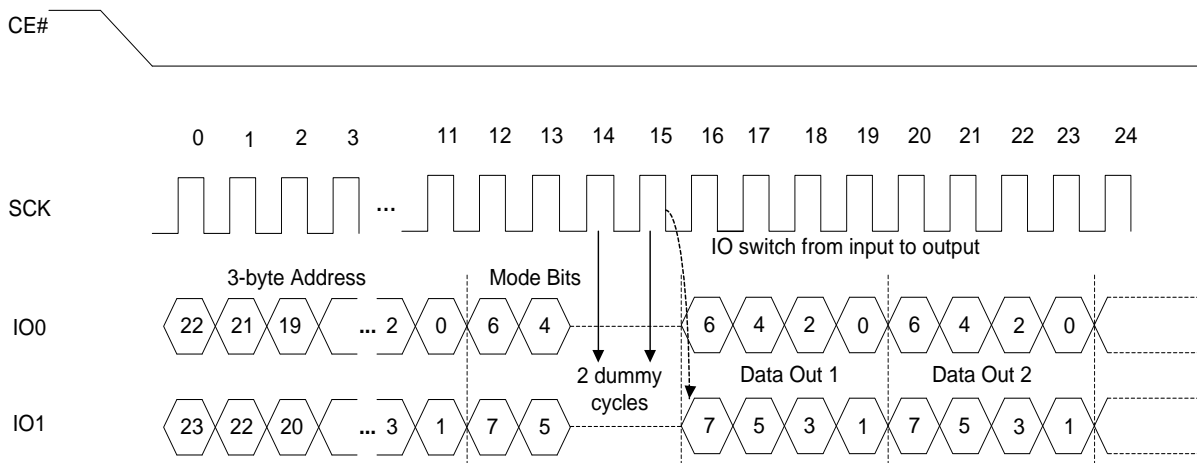 CE#
0 1 2 3 11 12 13 14 15 16 17 18 19 20 21 22 23 24
SCK ...
IO switch from input to output
3-byte Address Mode Bits
IO0 22 21 19 ... 2 0 6 4 6 4 2 0 6 4 2 0
2 dummy Data Out 1 Data Out 2
cycles
IO1 23 22 20 ... 3 1 7 5 7 5 3 1 7 5 3 1